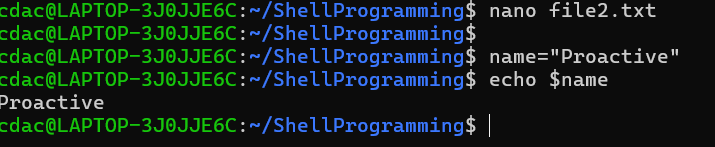 cdac@LAPTOP-3J0JJE6C:~/ShellProgramming$ nano file2.txt
cdac@LAPTOP-3J0JJE6C:~/ShellProgramming$
cdac@LAPTOP-3J0JJE6C:~/ShellProgramming$ name="Proactive"
cdac@LAPTOP-3J0JJE6C:~/ShellProgramming$ echo $name
Proactive
cdac@LAPTOP-3J0JJE6C:~/ShellProgramming$